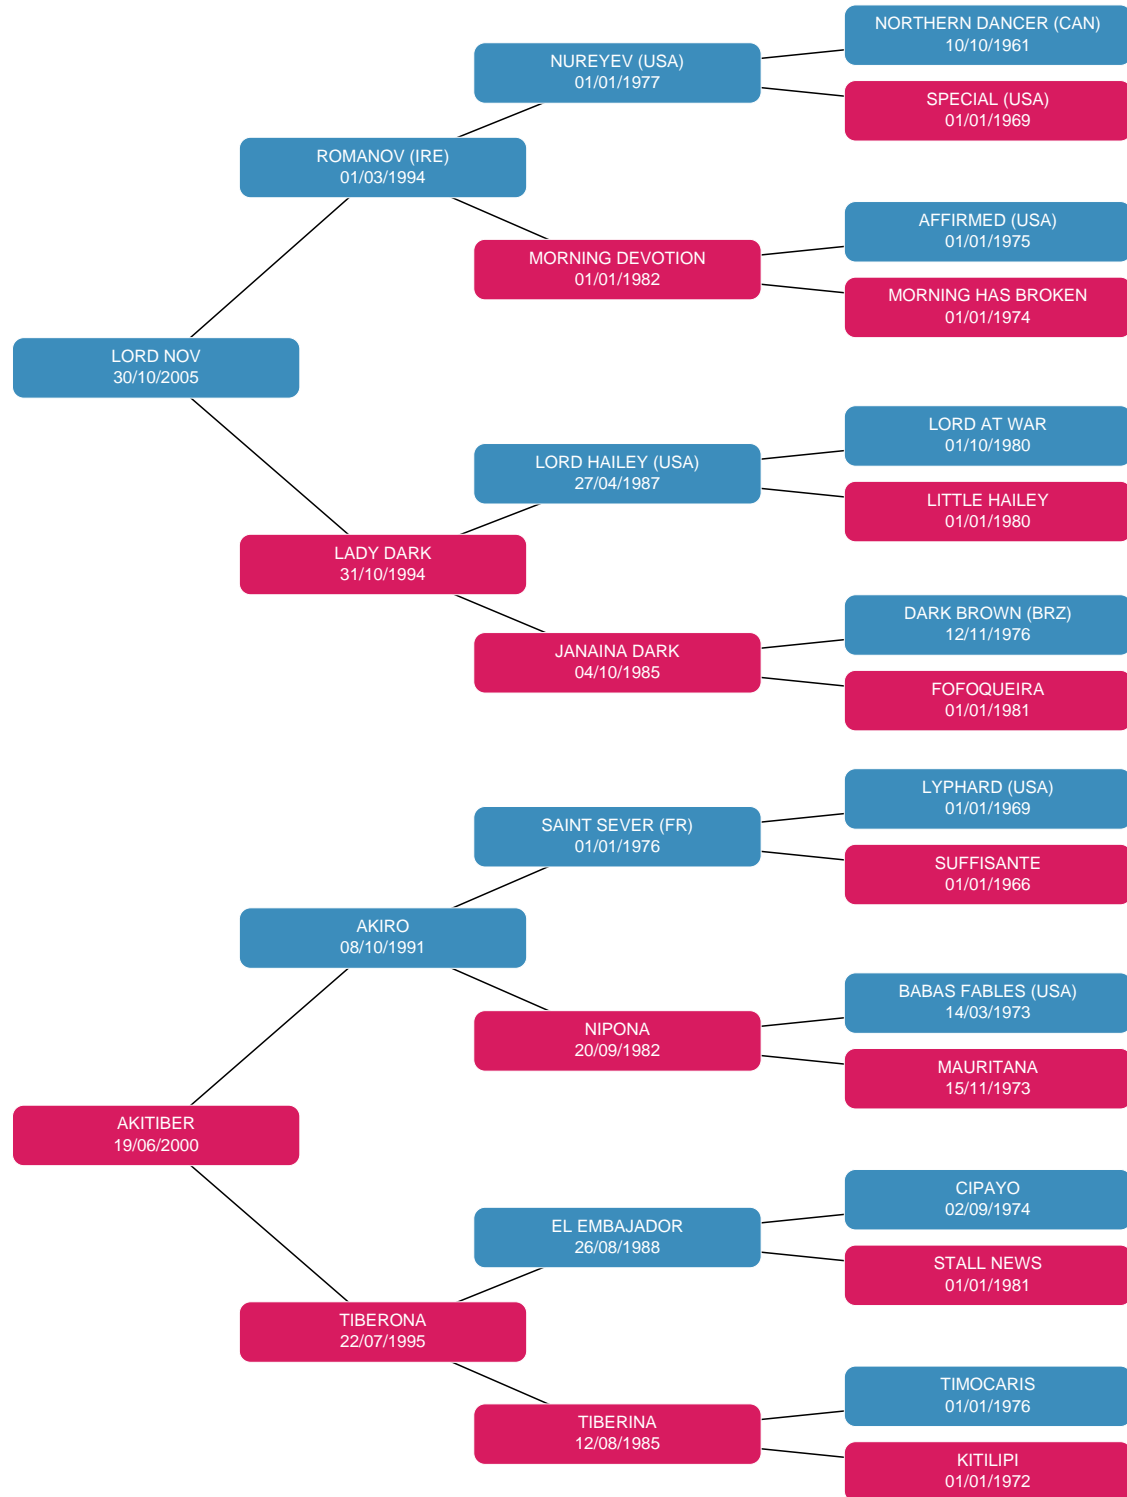 NORTHERN DANCER (CAN)
10/10/1961
NUREYEV (USA)
01/01/1977
SPECIAL (USA)
01/01/1969
ROMANOV (IRE)
01/03/1994
AFFIRMED (USA)
01/01/1975
MORNING DEVOTION
01/01/1982
MORNING HAS BROKEN
01/01/1974
LORD NOV
30/10/2005
LORD AT WAR
01/10/1980
LORD HAILEY (USA)
27/04/1987
LITTLE HAILEY
01/01/1980
LADY DARK
31/10/1994
DARK BROWN (BRZ)
12/11/1976
JANAINA DARK
04/10/1985
FOFOQUEIRA
01/01/1981
LYPHARD (USA)
01/01/1969
SAINT SEVER (FR)
01/01/1976
SUFFISANTE
01/01/1966
AKIRO
08/10/1991
BABAS FABLES (USA)
14/03/1973
NIPONA
20/09/1982
MAURITANA
15/11/1973
AKITIBER
19/06/2000
CIPAYO
02/09/1974
EL EMBAJADOR
26/08/1988
STALL NEWS
01/01/1981
TIBERONA
22/07/1995
TIMOCARIS
01/01/1976
TIBERINA
12/08/1985
KITILIPI
01/01/1972